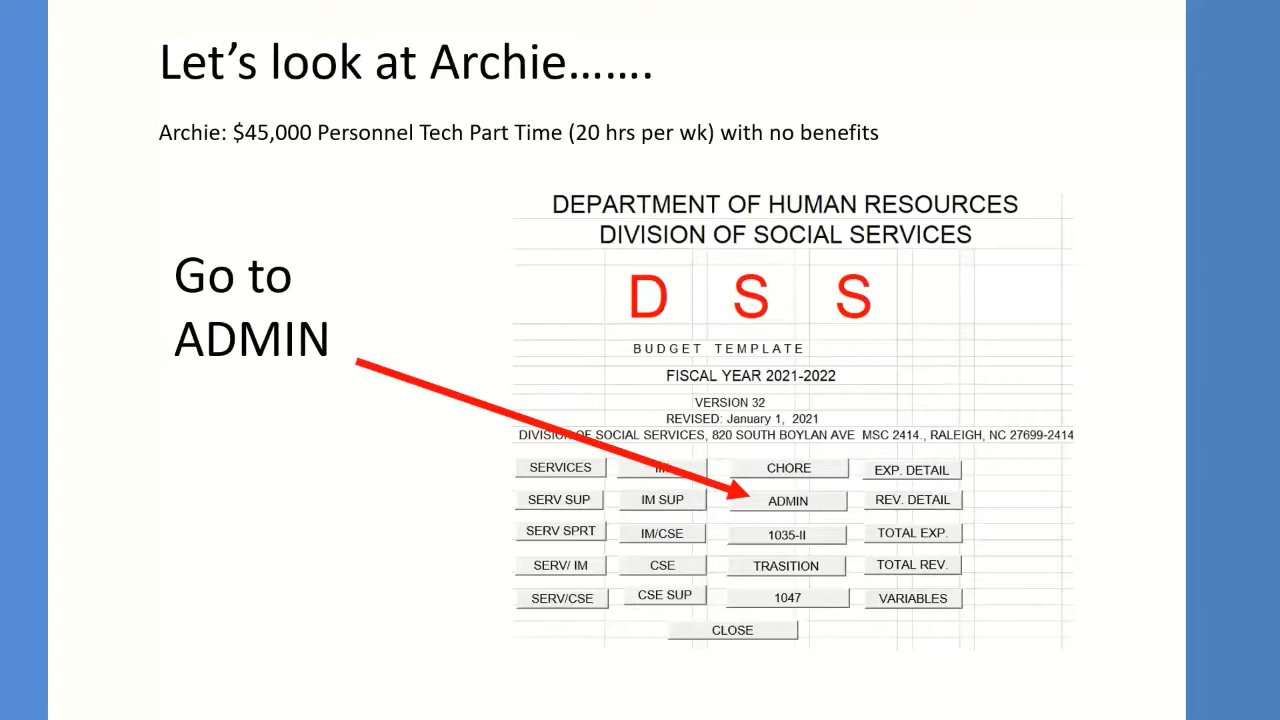 Let’s look at Archie…….
Archie: $45,000 Personnel Tech Part Time (20 hrs per wk) with no benefits
Go to
ADMIN
DEPARTMENT OF HUMAN RESOURCES
DIVISION OF SOCIAL SERVICES
D S S
BUDGET TEMPLATE
FISCAL YEAR 2021-2022
VERSION 32
REVISED: January 1, 2021
DIVISION OF SOCIAL SERVICES, 820 SOUTH BOYLAN AVE MSC 2414., RALEIGH, NC 27699-2414
SERVICES CHORE EXP. DETAIL
SERV SUP IM SUP ADMIN REV. DETAIL
SERV SPRT IM/CSE 1035-II TOTAL EXP.
SERV/ IM CSE TRASITION TOTAL REV.
SERV/CSE CSE SUP 1047 VARIABLES
CLOSE